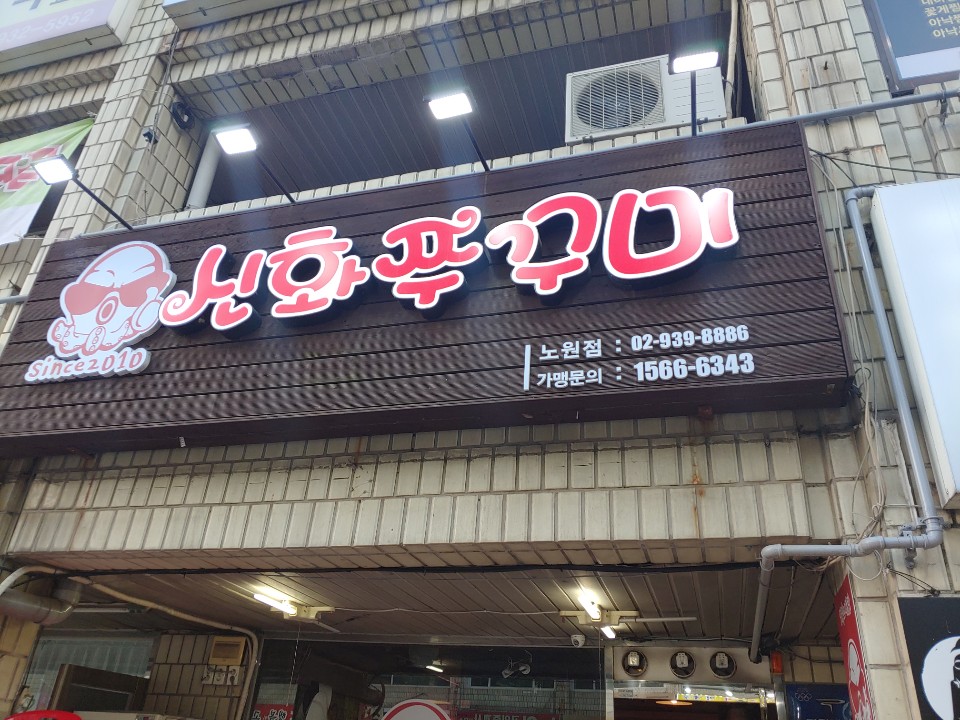 신화쭈꾸미
since2010
노원점 : 02-939-8886
가맹문의 : 1566-6343